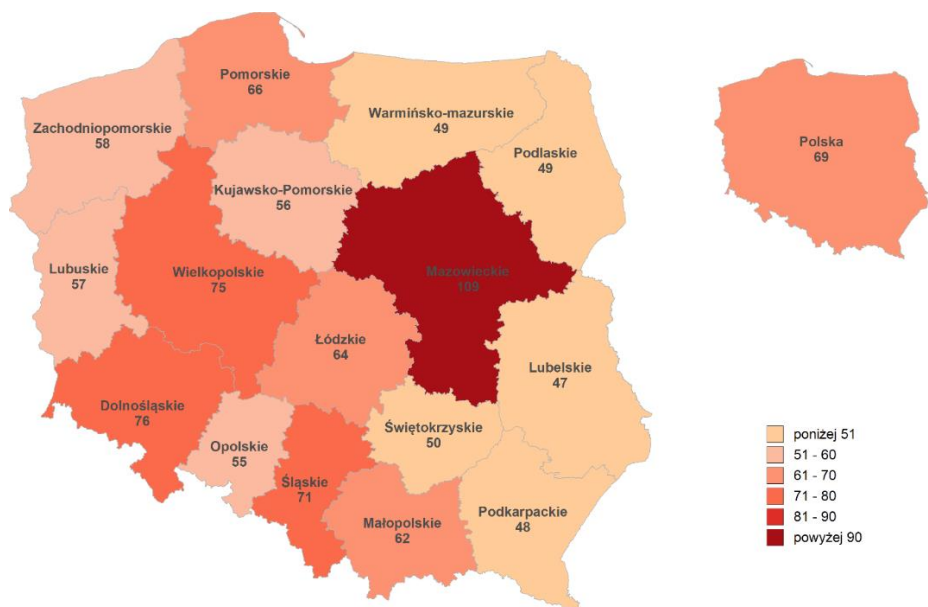 Pomorskie
66
Warmińsko-mazurskie
49
Zachodniopomorskie
58
Podlaskie
49
Polska
69
Kujawsko-Pomorskie
56
Mazowieckie
109
Lubuskie
57
Wielkopolskie
75
Łódzkie
64
Lubelskie
47
Dolnośląskie
76
Świętokrzyskie
50
Opolskie
55
Śląskie
71
Małopolskie
62
Podkarpackie
48
poniżej 51
51 - 60
61 - 70
71 - 80
81 - 90
powyżej 90